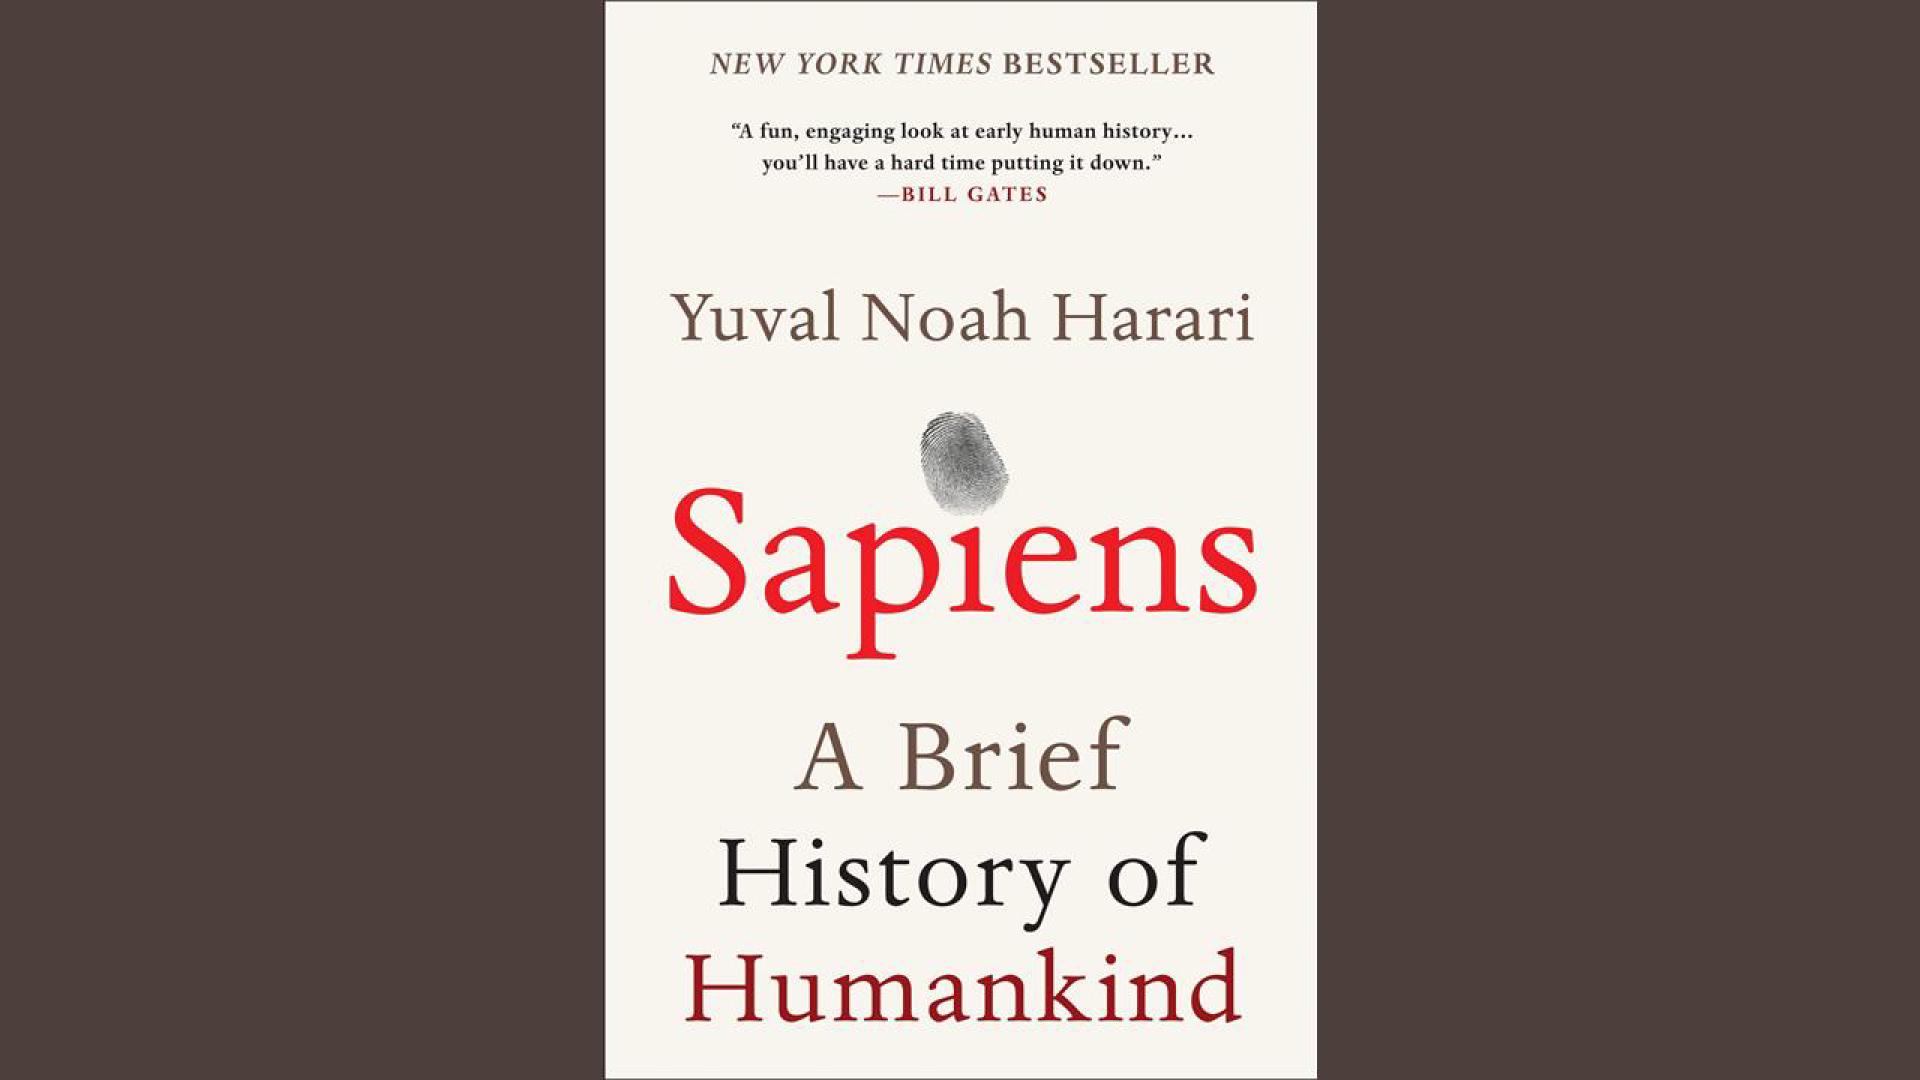 NEW YORK TIMES BESTSELLER
“A fun, engaging look at early human history…
you’ll have a hard time putting it down.”
—BILL GATES
Yuval Noah Harari
Sapiens
A Brief
History of
Humankind